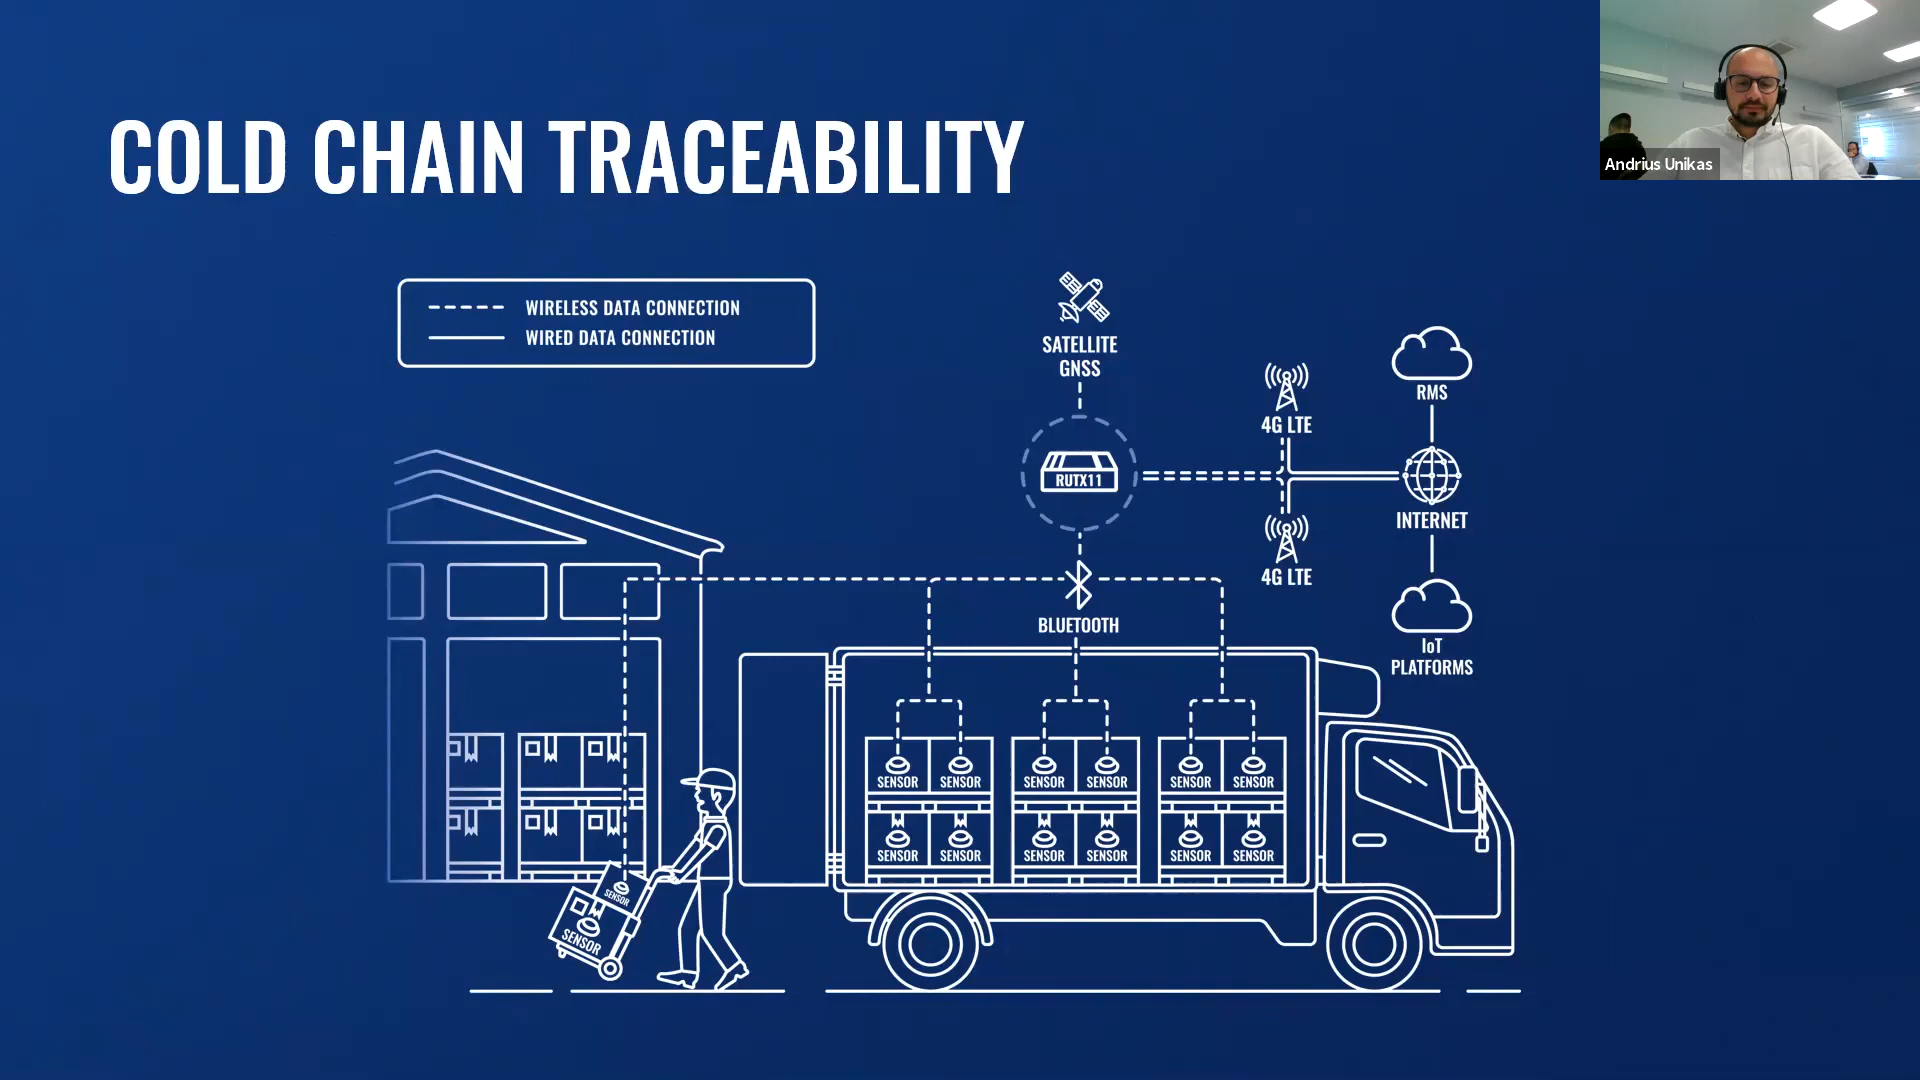 Andrius Unikas
COLD CHAIN TRACEABILITY
WIRELESS DATA CONNECTION
WIRED DATA CONNECTION
SATELLITE
GNSS
4G LTE
RMS
RUTX11
INTERNET
4G LTE
BLUETOOTH
IoT
PLATFORMS
SENSOR SENSOR SENSOR SENSOR SENSOR SENSOR
SENSOR SENSOR SENSOR SENSOR SENSOR SENSOR
SENSOR
SENSOR